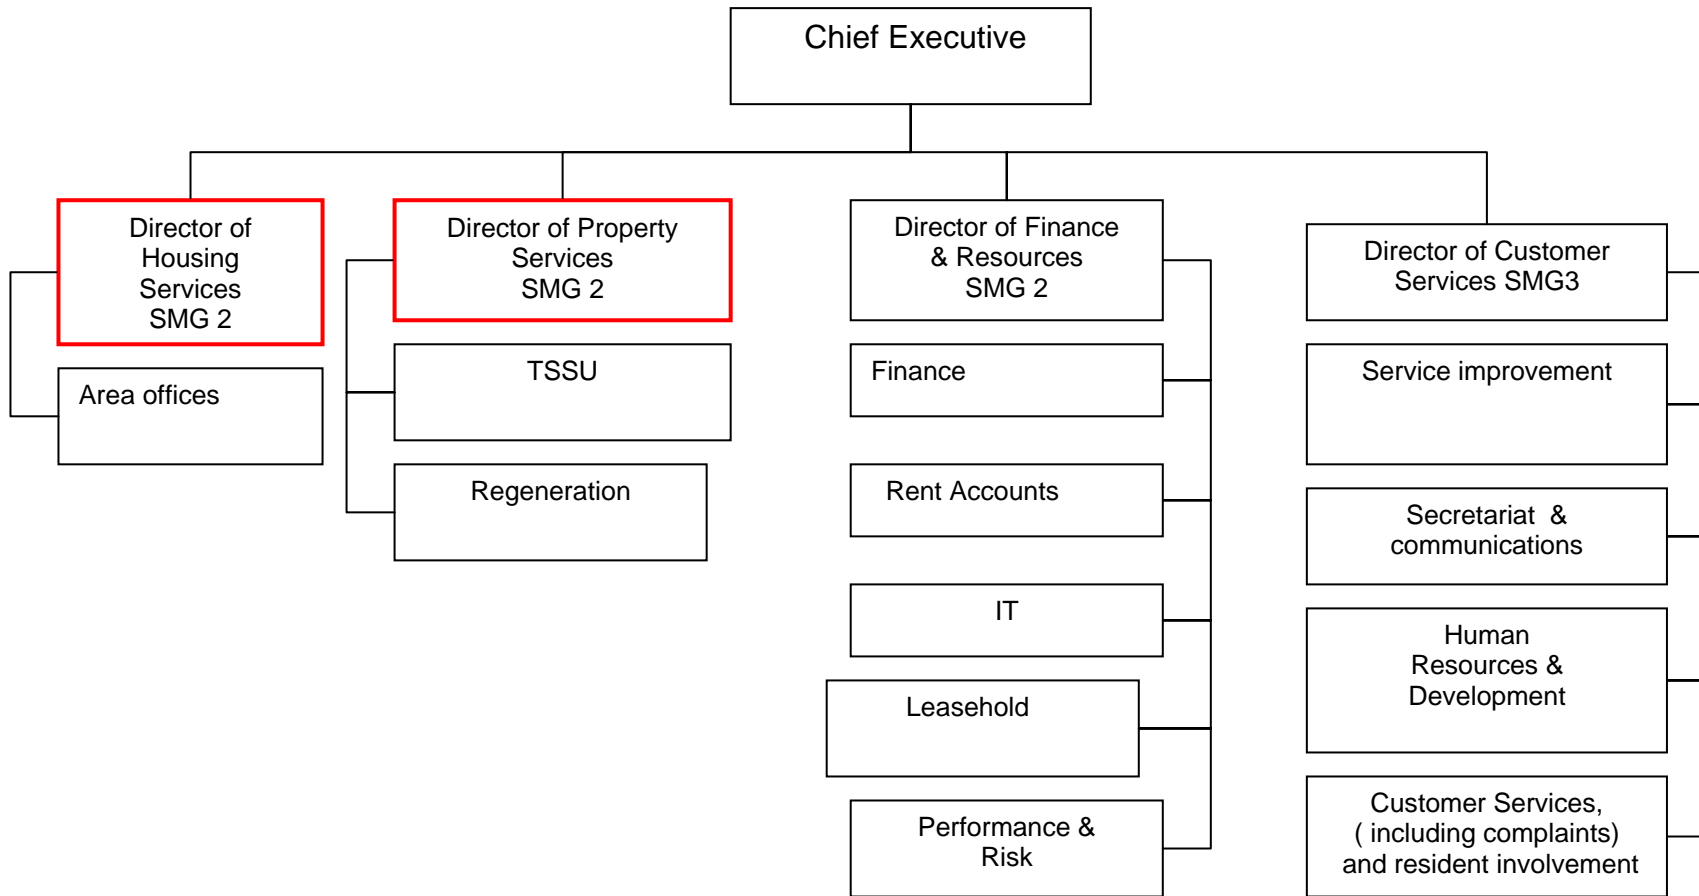 Chief Executive
Director of
Housing
Services
SMG 2
Area offices
Director of Property
Services
SMG 2
TSSU
Regeneration
Director of Finance
& Resources
SMG 2
Finance
Rent Accounts
IT
Leasehold
Performance &
Risk
Director of Customer
Services SMG3
Service improvement
Secretariat &
communications
Human
Resources &
Development
Customer Services,
( including complaints)
and resident involvement